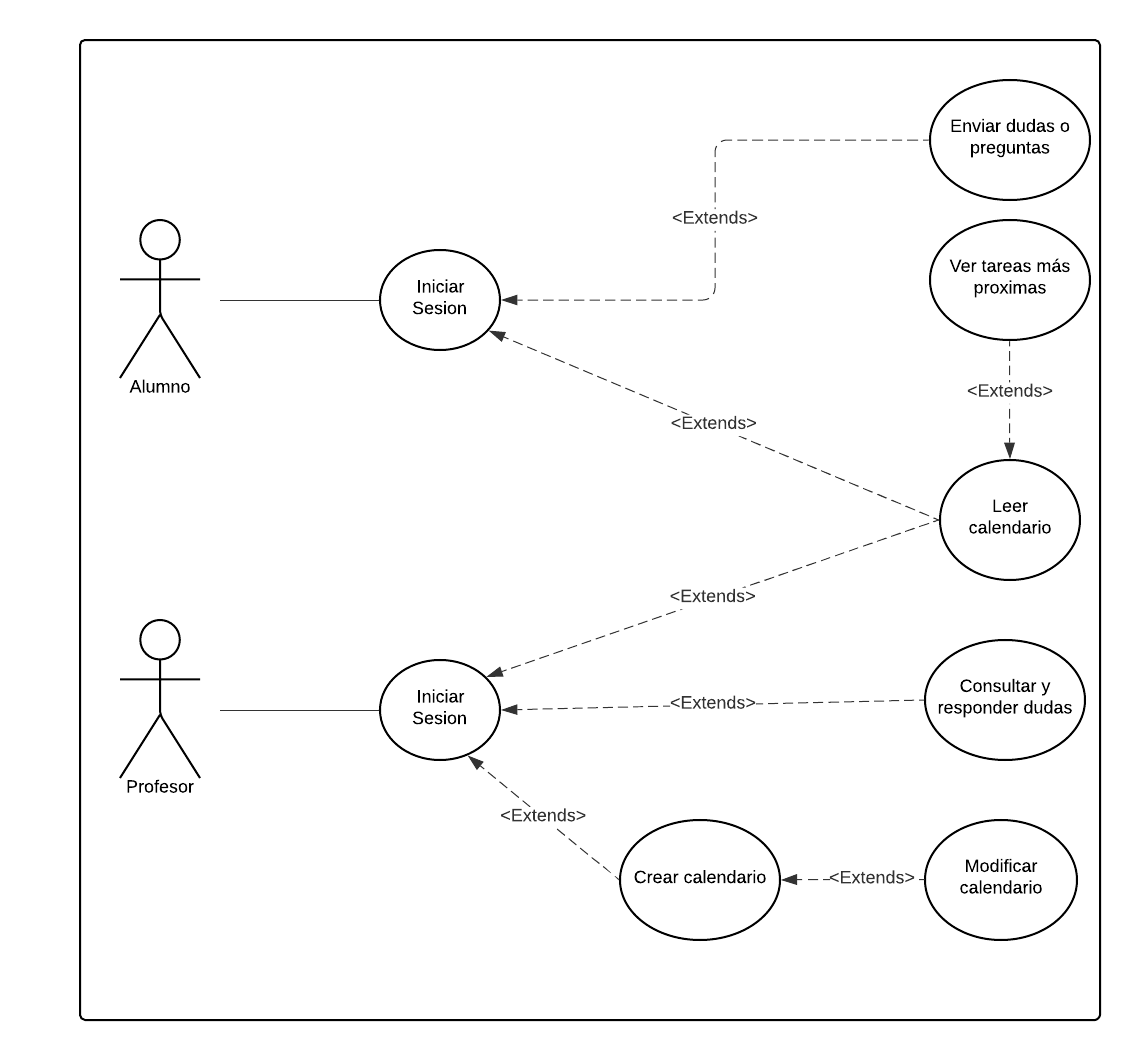 Enviar dudas o
preguntas
<Extends>
Ver tareas más
proximas
Iniciar
Sesion
Alumno
<Extends>
<Extends>
Leer
calendario
<Extends>
Iniciar
Sesion
<Extends>
Consultar y
responder dudas
Profesor
<Extends>
Crear calendario
<Extends>
Modificar
calendario